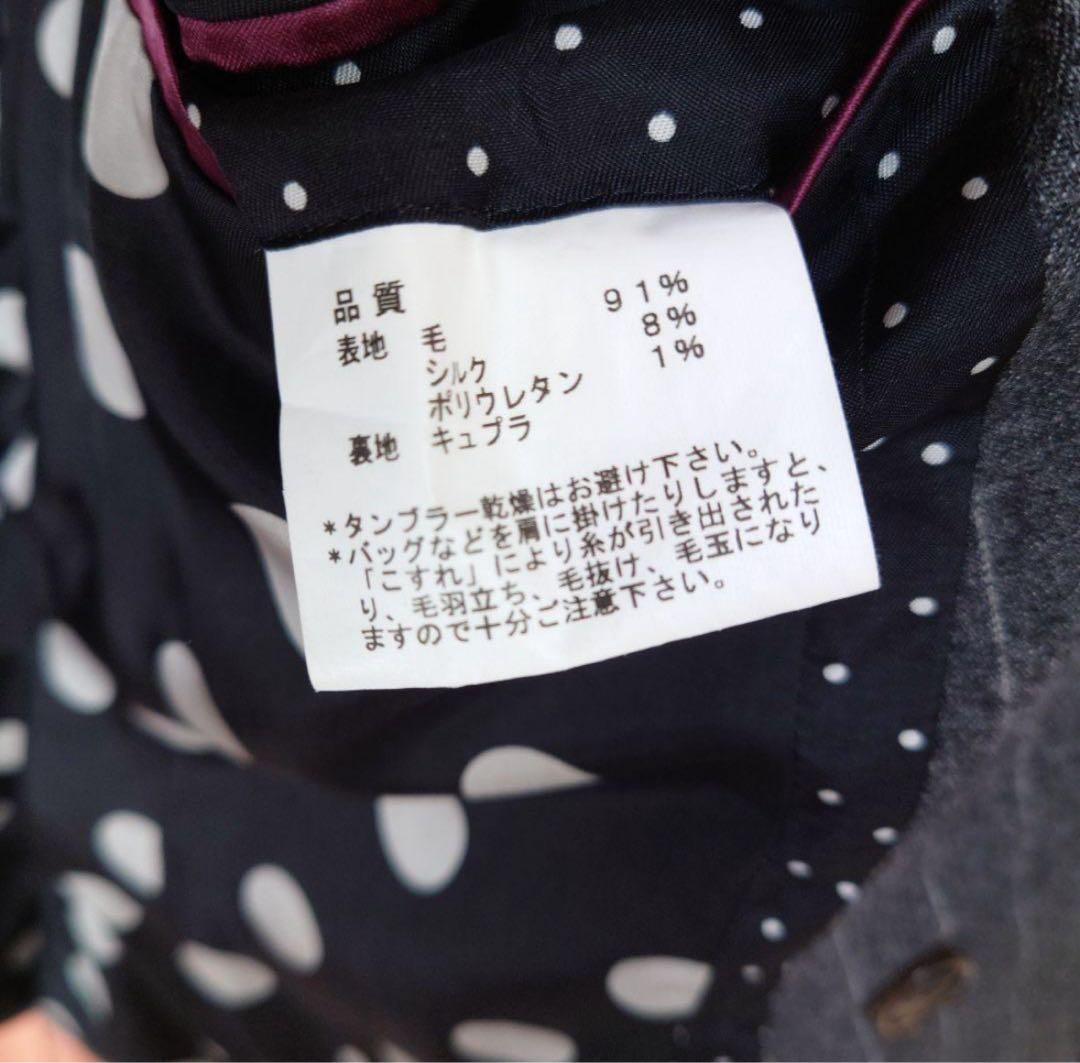 品質
表地 毛 91%
シルク 8%
ポリウレタン 1%
裏地 キュプラ
*タンブラー乾燥はお避け下さい。
*バッグなどを肩に掛けたりしますと、
「こすれ」により糸が引き出された
り、毛羽立ち、毛抜け、毛玉になり
ますので十分ご注意下さい。